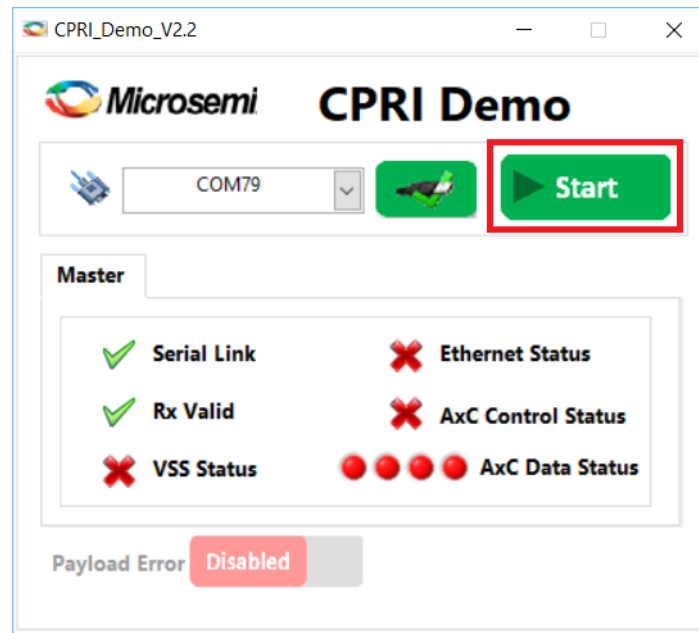 CPRI_Demo_V2.2
Microsemi
CPRI Demo
COM79
Start
Master
Serial Link
Ethernet Status
Rx Valid
AxC Control Status
VSS Status
AxC Data Status
Payload Error
Disabled